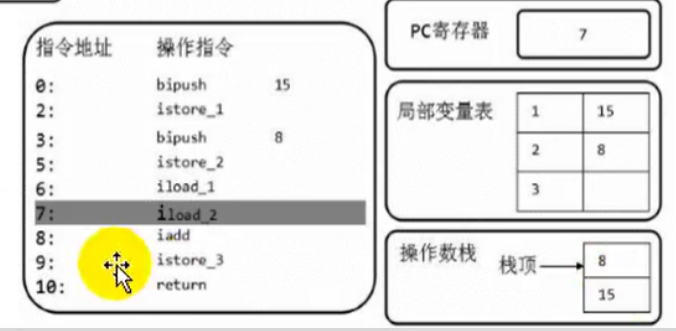 指令地址 操作指令
0: bipush 15
2: istore_1
3: bipush 8
5: istore_2
6: iload_1
7: iload_2
8: iadd
9: istore_3
10: return
PC寄存器 7
局部变量表 1 15
2 8
3
操作数栈 栈顶 8
15